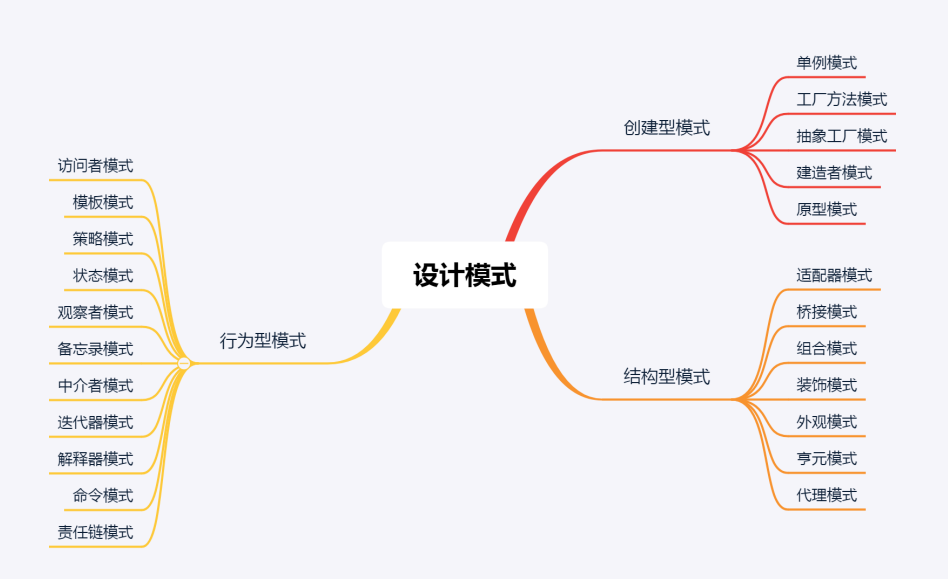 设计模式
创建型模式
单例模式
工厂方法模式
抽象工厂模式
建造者模式
原型模式
结构型模式
适配器模式
桥接模式
组合模式
装饰模式
外观模式
亨元模式
代理模式
行为型模式
访问者模式
模板模式
策略模式
状态模式
观察者模式
备忘录模式
中介者模式
迭代器模式
解释器模式
命令模式
责任链模式